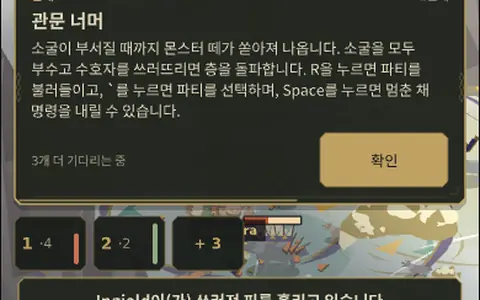 관문 너머
소굴이 부서질 때까지 몬스터 떼가 쏟아져 나옵니다. 소굴을 모두
부수고 수호자를 쓰러뜨리면 층을 돌파합니다. R을 누르면 파티를
불러들이고, `를 누르면 파티를 선택하며, Space를 누르면 멈춘 채
명령을 내릴 수 있습니다.
3개 더 기다리는 중
확인
1 ·4
2 ·2
+ 3
ra